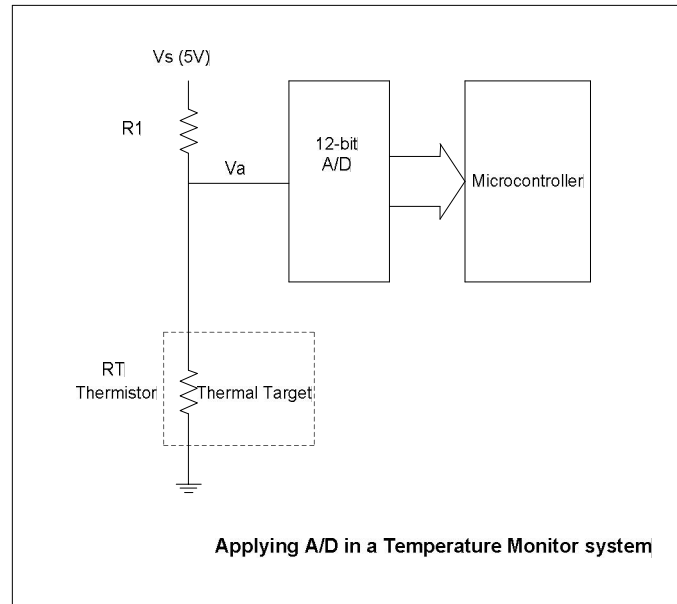 Vs (5V)
R1
Va
12-bit
A/D
Microcontroller
RT
Thermistor
Thermal Target
Applying A/D in a Temperature Monitor system